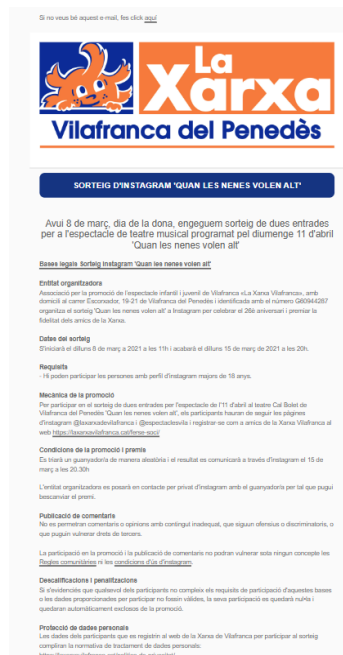 Si no veus bé aquest e-mail, fes click aquí
La
Xarxa
Vilafranca del Penedès
SORTEIG D'INSTAGRAM 'QUAN LES NENES VOLEN ALT'
Avui 8 de març, dia de la dona, engeguem sorteig de dues entrades
per a l'espectacle de teatre musical programat pel diumenge 11 d'abril
'Quan les nenes volen alt'
Bases legals Sorteig Instagram 'Quan les nenes volen alt'
Entitat organitzadora
Associació per la promoció de l'espectacle infantil i juvenil de Vilafranca «La Xarxa Vilafranca», amb
domicili al carrer Escorxador, 19-21 de Vilafranca del Penedès i identificada amb el número G60944287
organitza el sorteig 'Quan les nenes volen alt' a Instagram per celebrar el 26è aniversari i premiar la
fidelitat dels amics de la Xarxa.
Dates del sorteig
S'iniciarà el dilluns 8 de març a 2021 a les 11h i acabarà el dilluns 15 de març de 2021 a les 20h.
Requisits
- Hi poden participar les persones amb perfil d'instagram majors de 18 anys.
Mecànica de la promoció
Per participar en el sorteig de dues entrades per l'espectacle de l'11 d'abril al teatre Cal Bolet de
Vilafranca del Penedès 'Quan les nenes volen alt', els participants hauran de seguir les pàgines
d'instagram @laxarxadevilafranca i @espectaclesvila i registrar-se com a amics de la Xarxa Vilafranca al
web https://laxarxavilafranca.cat/ferse-soci/
Condicions de la promoció i premis
Es triarà un guanyador/a de manera aleatòria i el resultat es comunicarà a través d'instagram el 15 de
març a les 20.30h
L'entitat organitzadora es posarà en contacte per privat d'instagram amb el guanyador/a per tal que pugui
bescanviar el premi.
Publicació de comentaris
No es permetran comentaris o opinions amb contingut inadequat, que siguun ofensius o discriminatoris, o
que puguin vulnerar drets de tercers.
La participació en la promoció i la publicació de comentaris no podran vulnerar sota ningun concepte les
Regles comunitàries ni les condicions d'ús d'instagram.
Descalificacions i penalitzacions
Si s'evidenciés que qualsevol dels participants no compleix els requisits de participació d'aquestes bases
o les dades proporcionades per participar no fossin vàlides, la seva participació es quedarà nul•la i
quedaran automàticament exclosos de la promoció.
Protecció de dades personals
Les dades dels participants que es registrin al web de la Xarxa de Vilafranca per participar al sorteig
compliran la normativa de tractament de dades personals: